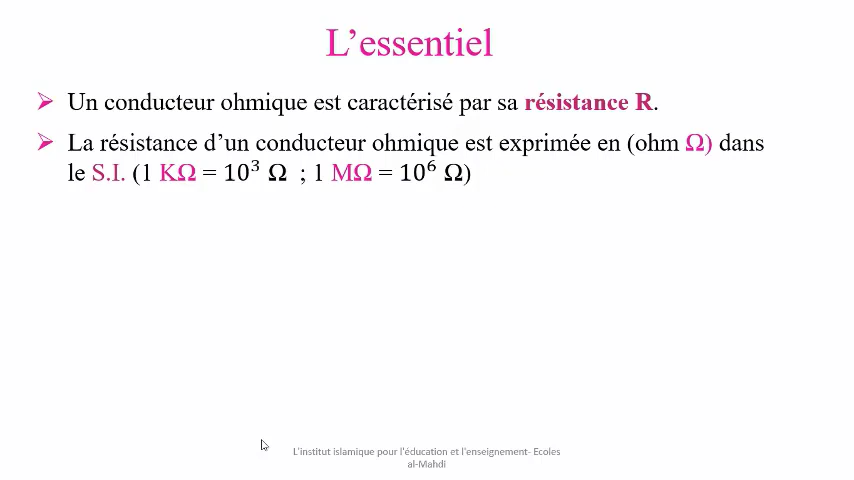 L’essentiel
➢ Un conducteur ohmique est caractérisé par sa résistance R.
➢ La résistance d’un conducteur ohmique est exprimée en (ohm Ω) dans
le S.I. (1 KΩ = 10³ Ω ; 1 MΩ = 10⁶ Ω)
L'institut islamique pour l'éducation et l'enseignement- Ecoles
al-Mahdi